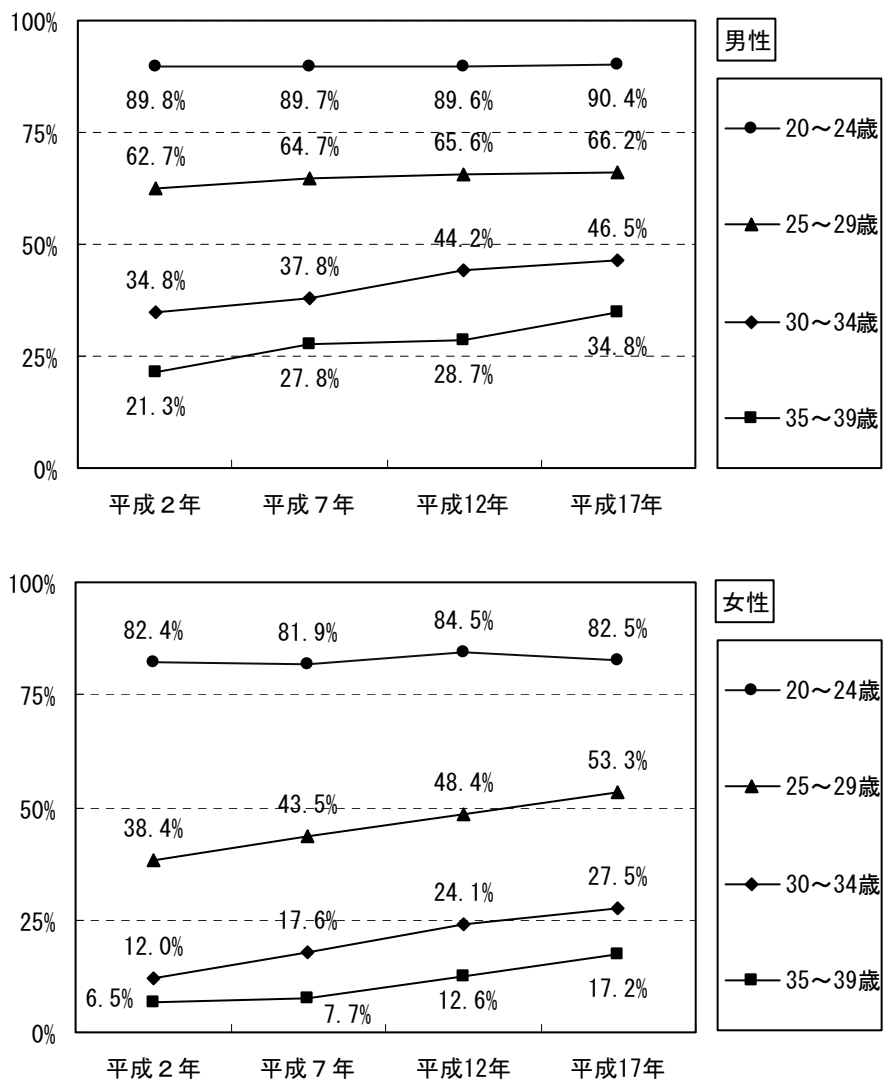 100%
男性
89.8% 89.7% 89.6% 90.4%
20～24歳
75%
62.7% 64.7% 65.6% 66.2%
25～29歳
50%
34.8% 37.8% 44.2% 46.5%
30～34歳
25%
21.3% 27.8% 28.7% 34.8%
35～39歳
0%
平成２年 平成７年 平成12年 平成17年
100%
女性
82.4% 81.9% 84.5% 82.5%
20～24歳
75%
38.4% 43.5% 48.4% 53.3%
25～29歳
50%
12.0% 17.6% 24.1% 27.5%
30～34歳
25%
6.5% 7.7% 12.6% 17.2%
35～39歳
0%
平成２年 平成７年 平成12年 平成17年